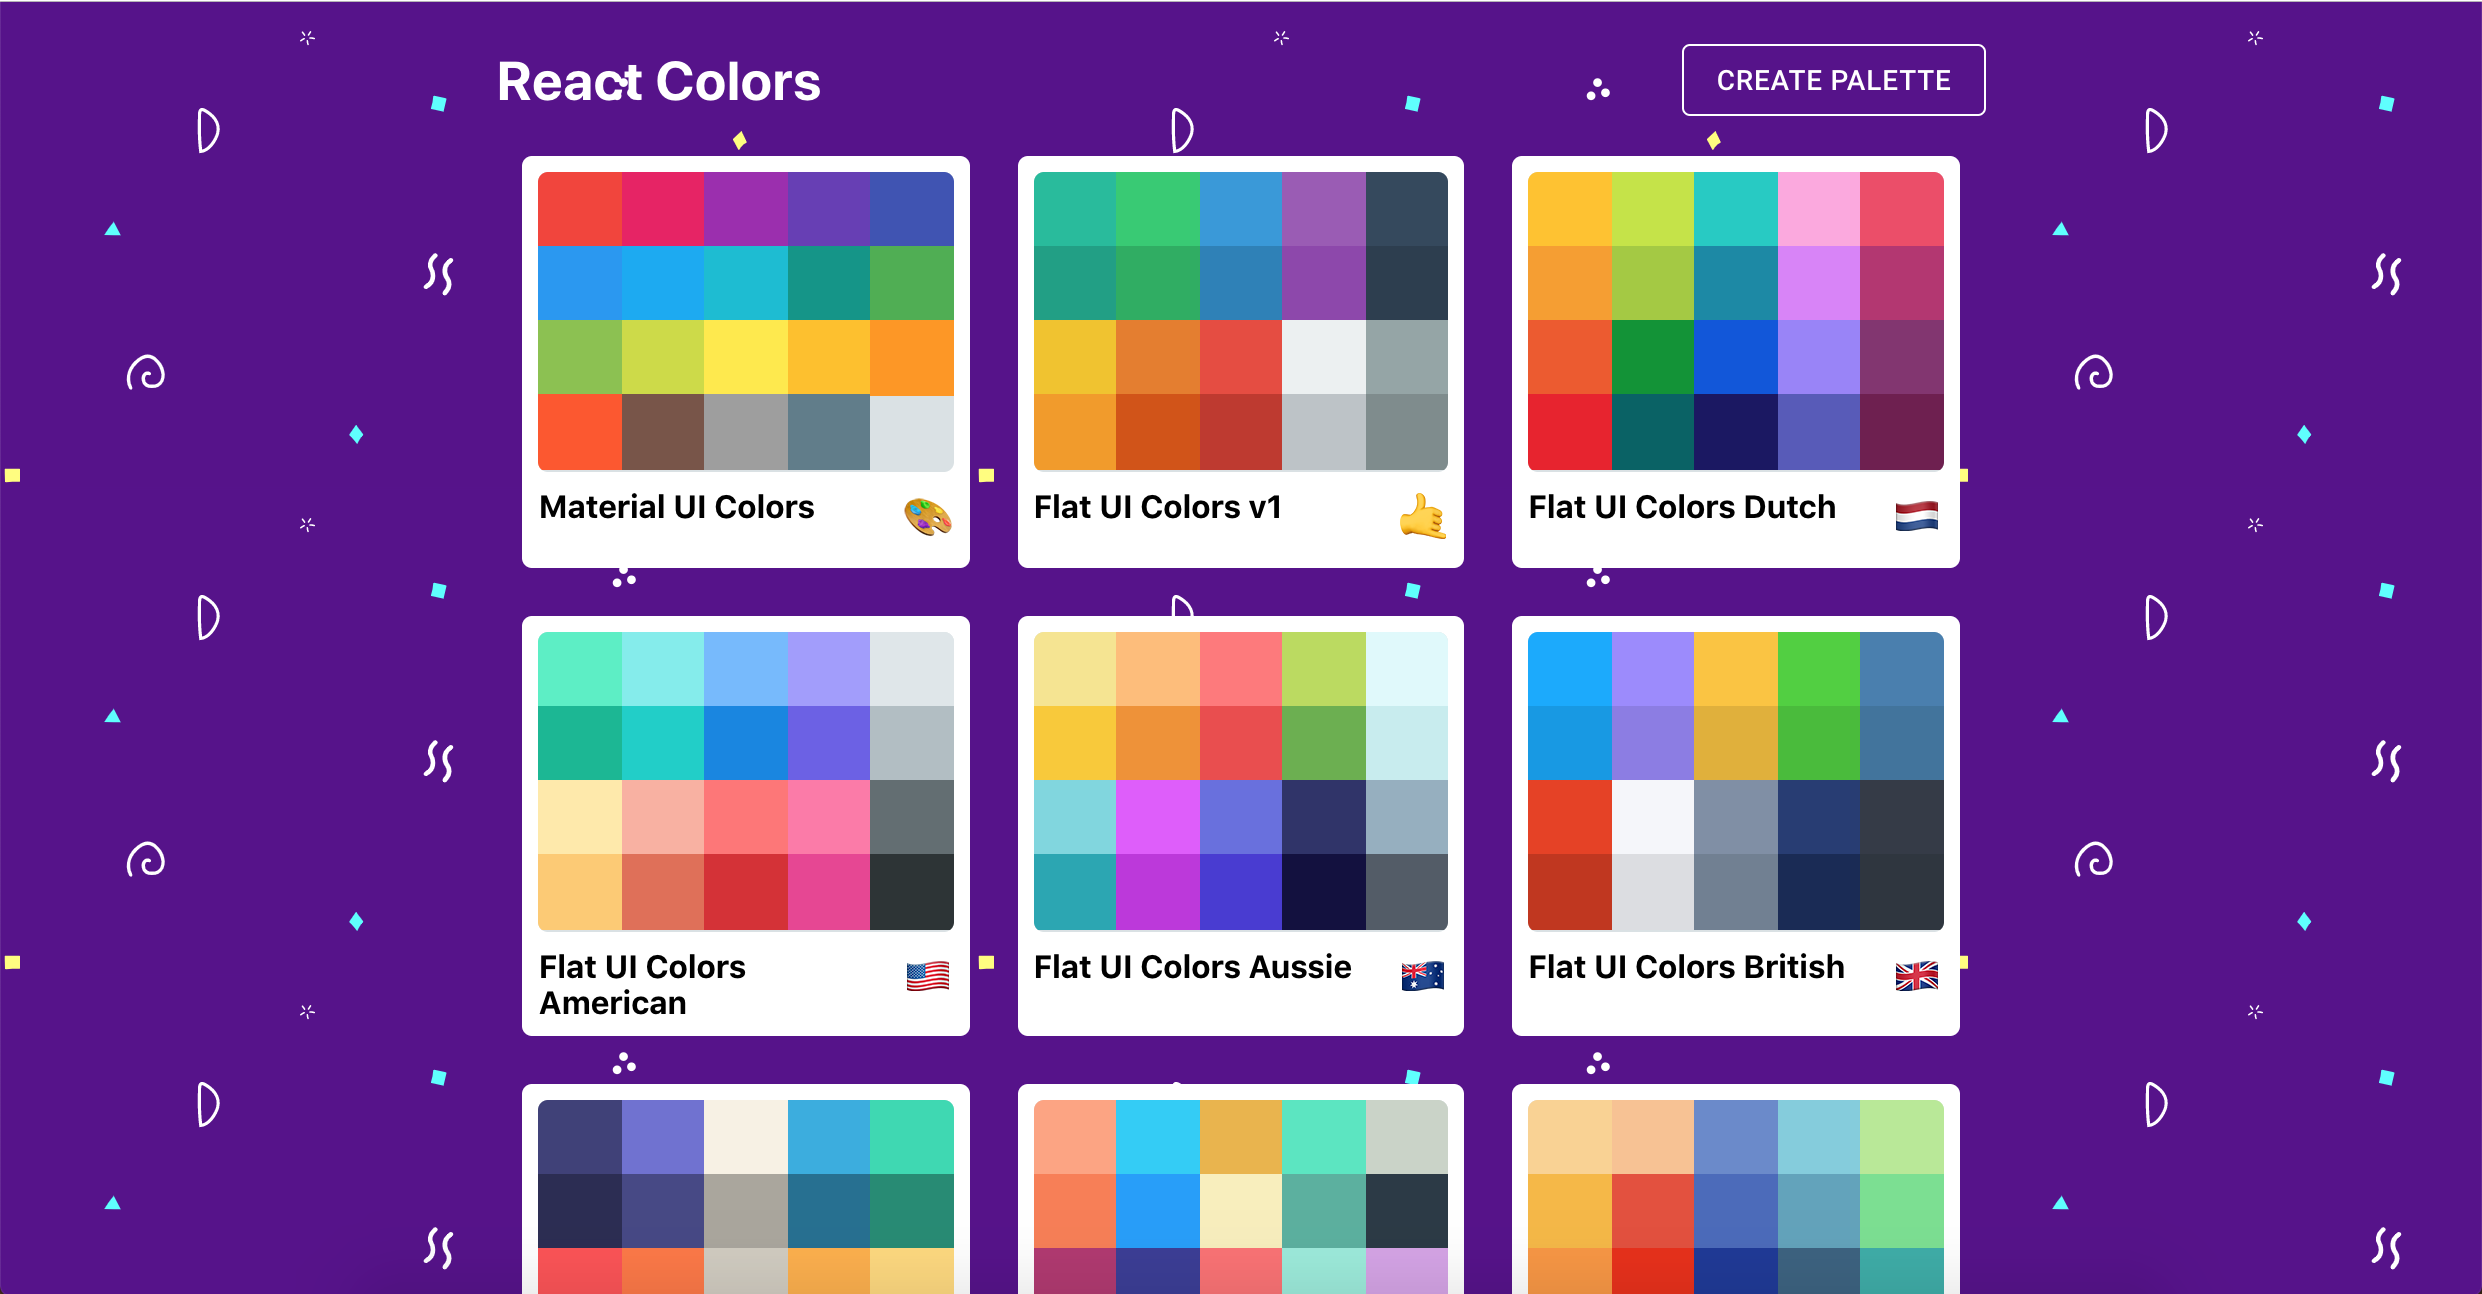 React Colors
CREATE PALETTE
Material UI Colors
Flat UI Colors v1
Flat UI Colors Dutch
Flat UI Colors
American
Flat UI Colors Aussie
Flat UI Colors British